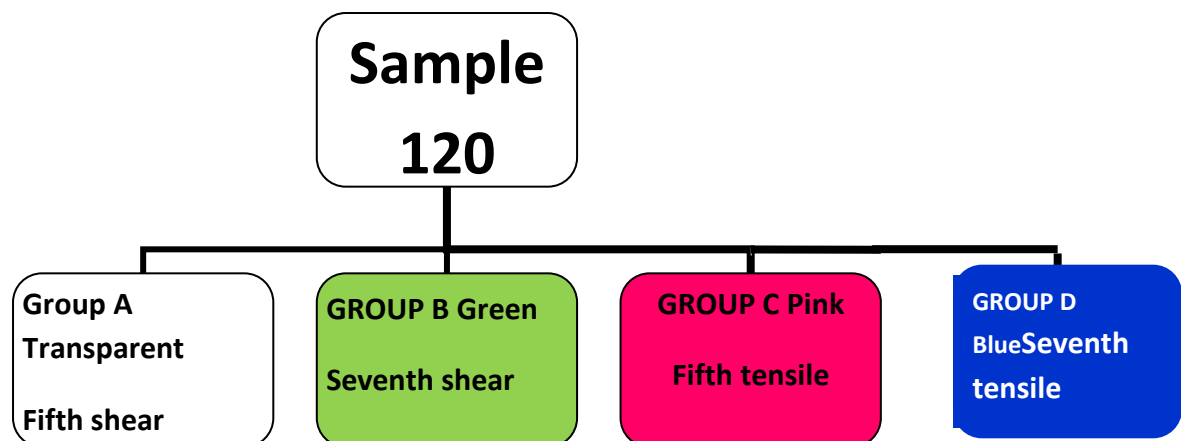 Sample
120
Group A
Transparent
Fifth shear
GROUP B Green
Seventh shear
GROUP C Pink
Fifth tensile
GROUP D
BlueSeventh
tensile